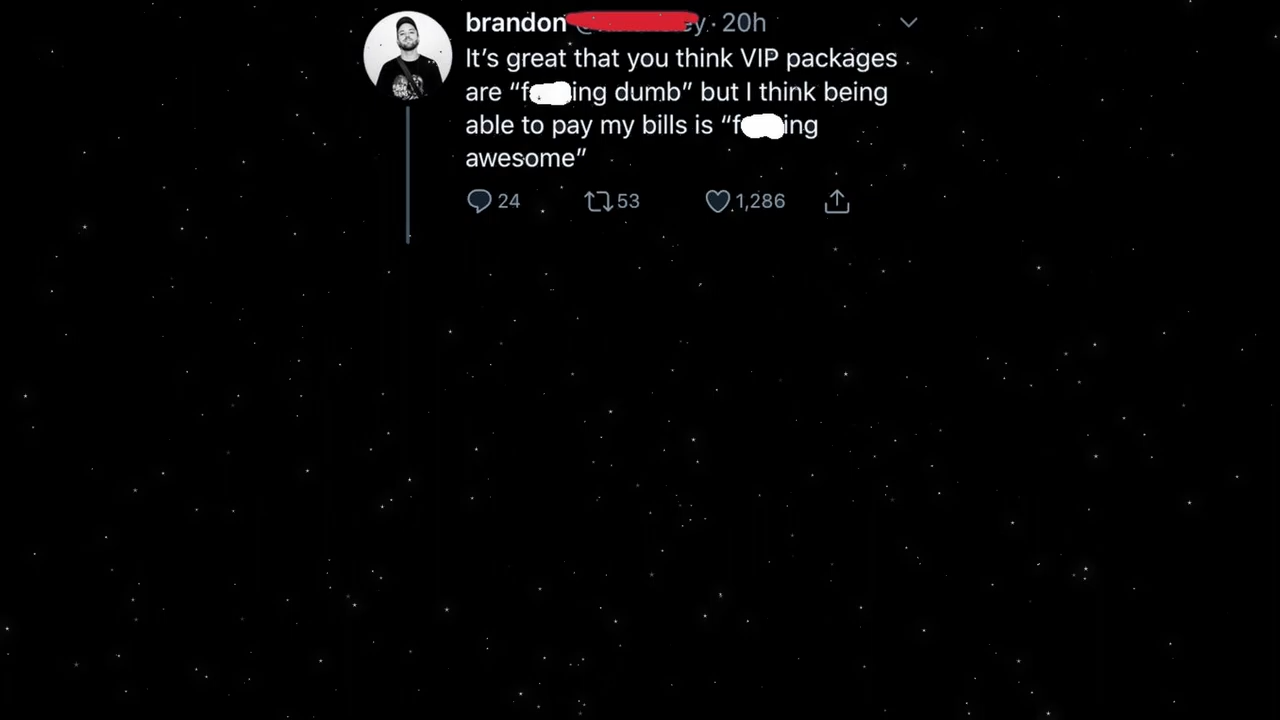 brandon · 20h
It's great that you think VIP packages
are “f ing dumb” but I think being
able to pay my bills is “f ing
awesome”
24 53 1,286